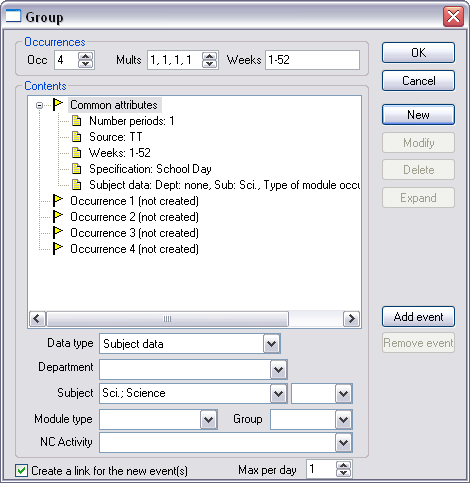 Group
Occurrences
Occ 4 Mults 1, 1, 1, 1 Weeks 1-52
OK
Cancel
Contents
New
Modify
Delete
Expand
Common attributes
Number periods: 1
Source: TT
Weeks: 1-52
Specification: School Day
Subject data: Dept: none, Sub: Sci., Type of module occu
Occurrence 1 (not created)
Occurrence 2 (not created)
Occurrence 3 (not created)
Occurrence 4 (not created)
Add event
Remove event
Data type Subject data
Department
Subject Sci.; Science
Module type Group
NC Activity
Create a link for the new event(s) Max per day 1